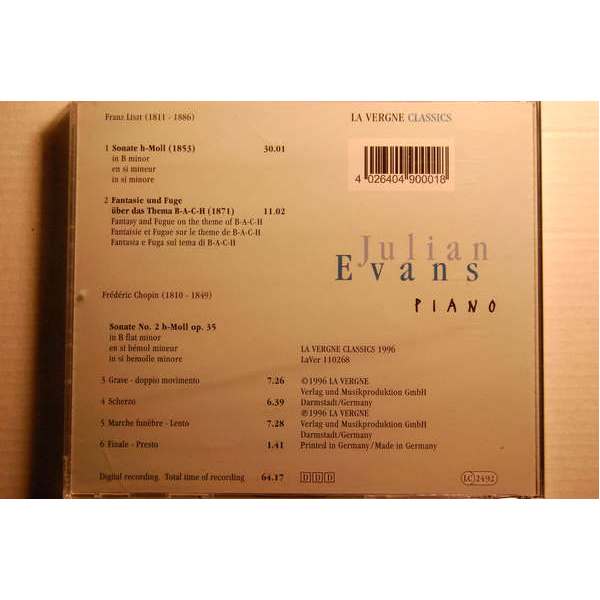 Franz Liszt (1811 - 1886)
1 Sonate h-Moll (1853) 30.01
in B minor
en si mineur
in si minore
2 Fantasie und Fuge
über das Thema B-A-C-H (1871) 11.02
Fantasy and Fugue on the theme of B-A-C-H
Fantaisie et Fugue sur le thème de B-A-C-H
Fantasia e Fuga sul tema di B-A-C-H
Frédéric Chopin (1810 - 1849)
Sonate No. 2 b-Moll op. 35
in B flat minor
en si bémol mineur
in si bemolle minore
3 Grave - doppio movimento 7.26
4 Scherzo 6.39
5 Marche funèbre - Lento 7.28
6 Finale - Presto 1.41
Digital recording. Total time of recording 64.17
LA VERGNE CLASSICS
4 026404 900018
Julian
Evans
PIANO
LA VERGNE CLASSICS 1996
LaVer 110268
©1996 LA VERGNE
Verlag und Musikproduktion GmbH
Darmstadt/Germany
℗1996 LA VERGNE
Verlag und Musikproduktion GmbH
Darmstadt/Germany
Printed in Germany/Made in Germany
DDD
LC 2492